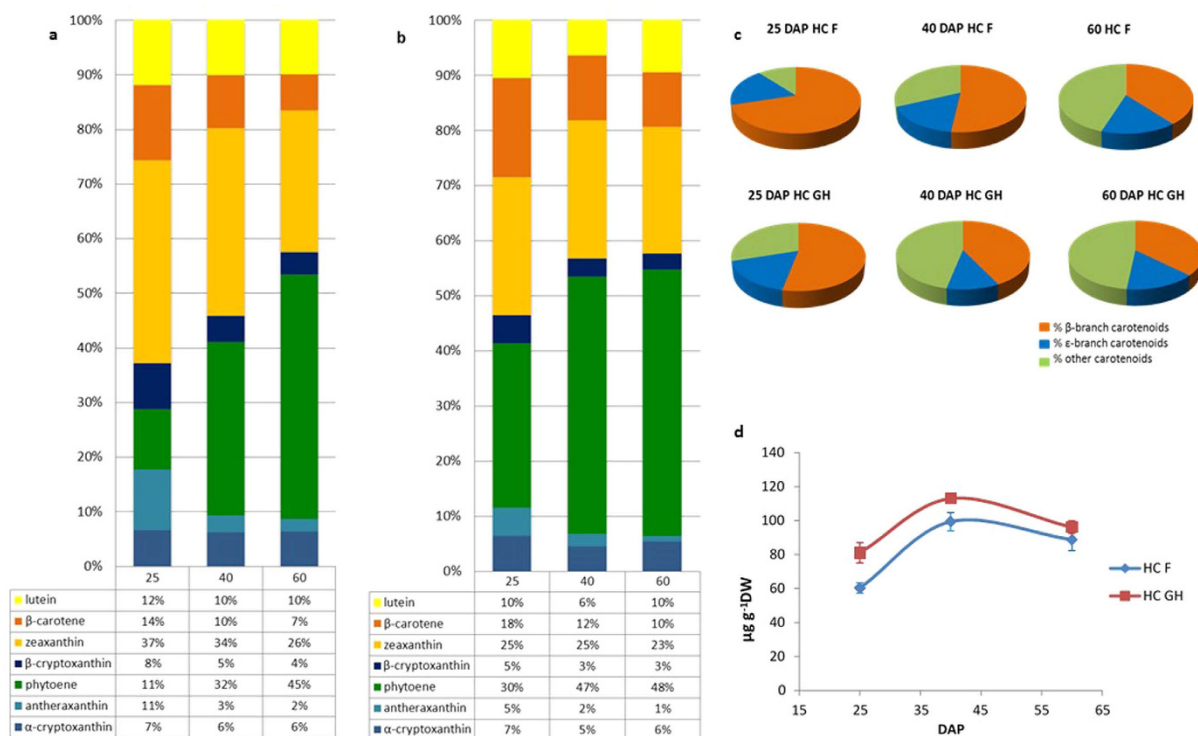 a
100%
90%
80%
70%
60%
50%
40%
30%
20%
10%
0%
25 40 60
lutein 12% 10% 10%
β-carotene 14% 10% 7%
zeaxanthin 37% 34% 26%
β-cryptoxanthin 8% 5% 4%
phytoene 11% 32% 45%
antheraxanthin 11% 3% 2%
α-cryptoxanthin 7% 6% 6%
b
100%
90%
80%
70%
60%
50%
40%
30%
20%
10%
0%
25 40 60
lutein 10% 6% 10%
β-carotene 18% 12% 10%
zeaxanthin 25% 25% 23%
β-cryptoxanthin 5% 3% 3%
phytoene 30% 47% 48%
antheraxanthin 5% 2% 1%
α-cryptoxanthin 7% 5% 6%
c
25 DAP HC F 40 DAP HC F 60 HC F
25 DAP HC GH 40 DAP HC GH 60 DAP HC GH
% β-branch carotenoids
% ε-branch carotenoids
% other carotenoids
d
140
120
100
80
60
40
20
0
µg g⁻¹DW
15 25 35 45 55 65
DAP
HC F
HC GH